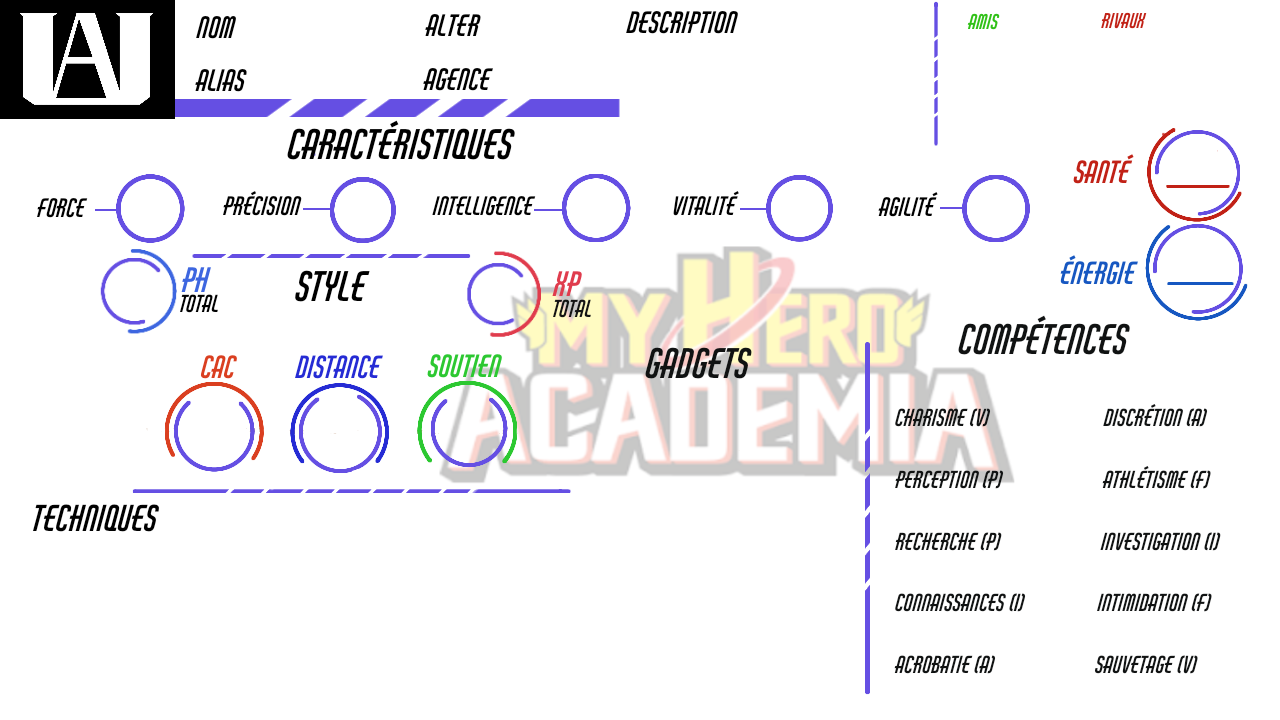 UA
NOM
ALTER
DESCRIPTION
AMIS
RIVAUX
ALIAS
AGENCE
CARACTÉRISTIQUES
SANTÉ
FORCE
PRÉCISION
INTELLIGENCE
VITALITÉ
AGILITÉ
ÉNERGIE
PH
TOTAL
STYLE
XP
TOTAL
MY HERO
ACADEMIA
COMPÉTENCES
CAC
DISTANCE
SOUTIEN
GADGETS
CHARISME (V)
DISCRÉTION (A)
PERCEPTION (P)
ATHLÉTISME (F)
TECHNIQUES
RECHERCHE (P)
INVESTIGATION (I)
CONNAISSANCES (I)
INTIMIDATION (F)
ACROBATIE (A)
SAUVETAGE (V)